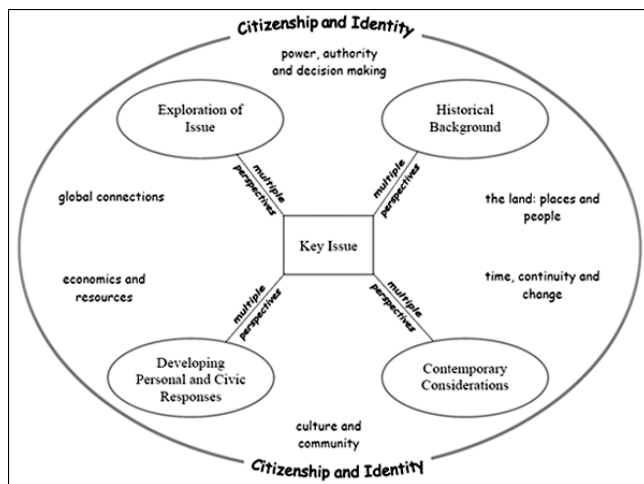 Citizenship and Identity
power, authority
and decision making
Exploration of
Issue
Historical
Background
multiple
perspectives
multiple
perspectives
global connections
the land: places and
people
Key Issue
economics and
resources
time, continuity and
change
multiple
perspectives
multiple
perspectives
Developing
Personal and Civic
Responses
Contemporary
Considerations
culture and
community
Citizenship and Identity